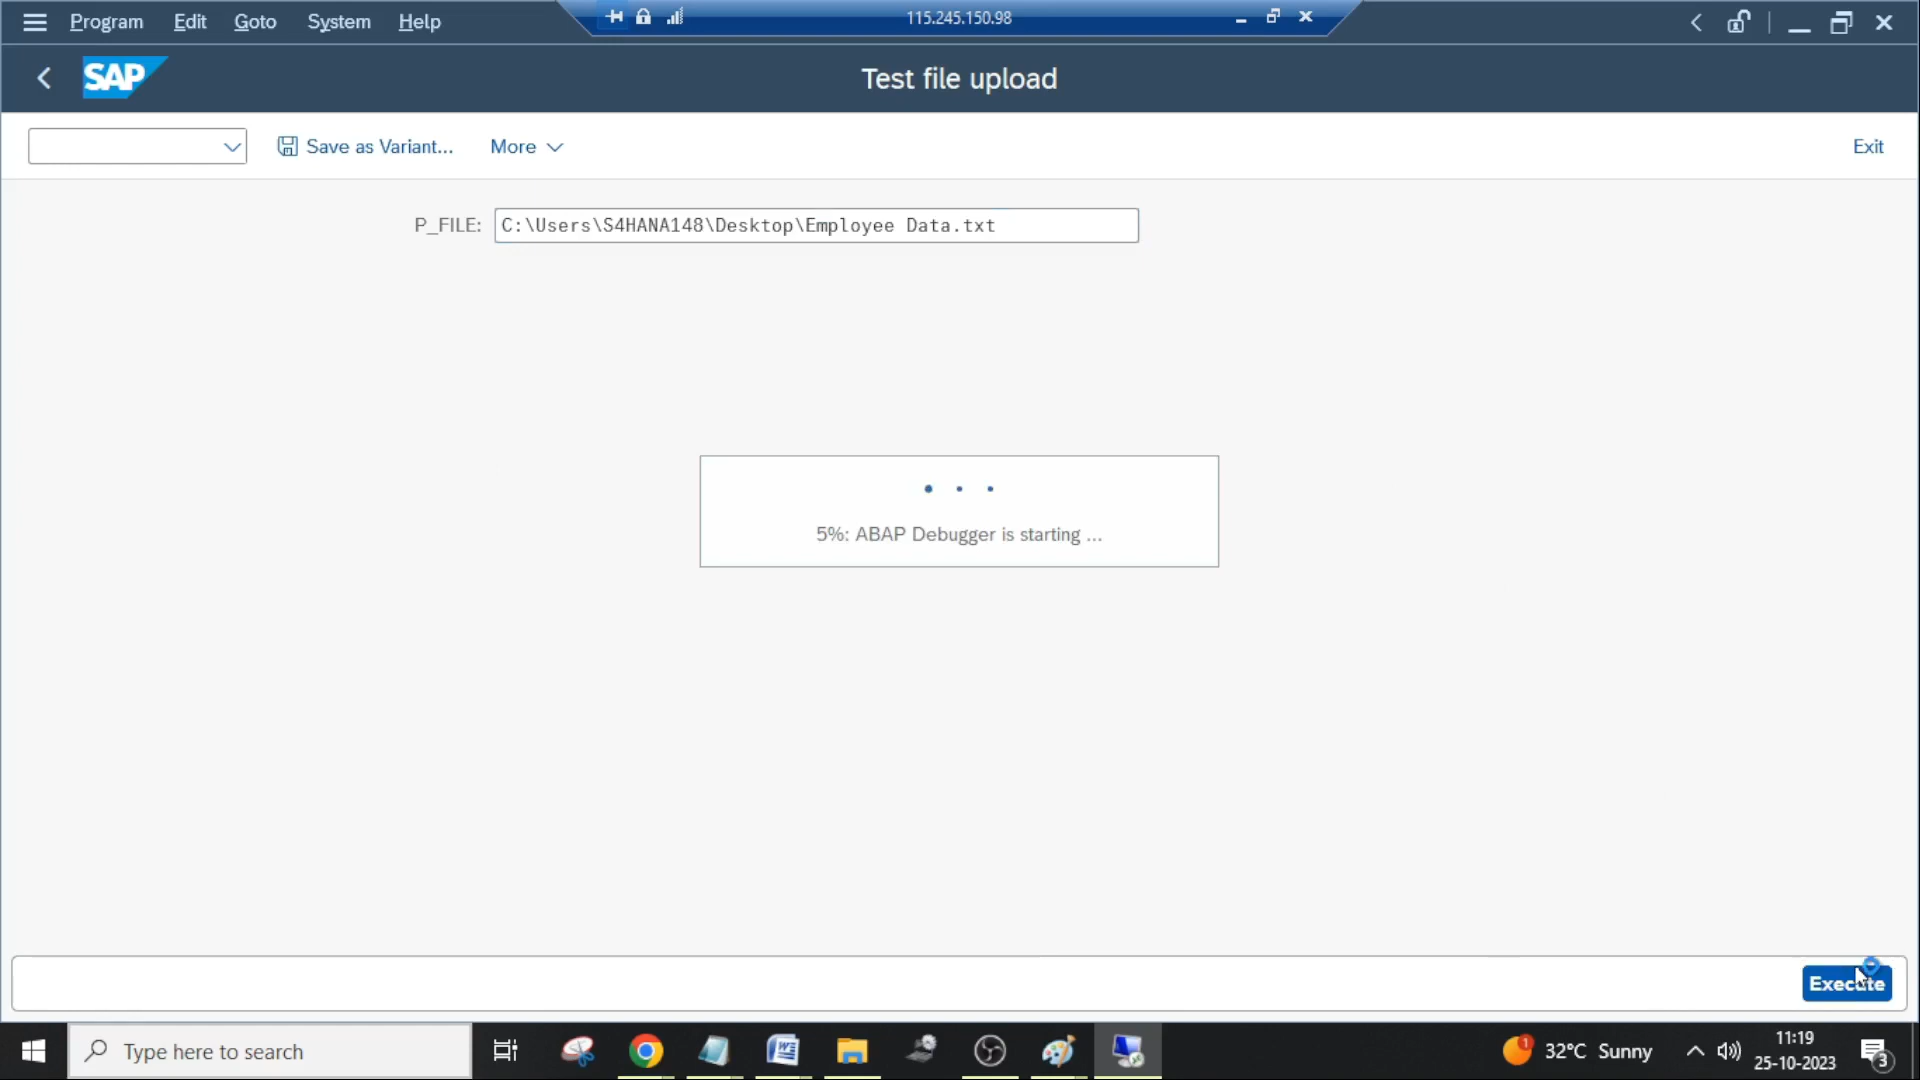 Program Edit Goto System Help
115.245.150.98
SAP
Test file upload
Save as Variant...
More
Exit
P_FILE: C:\Users\S4HANA148\Desktop\Employee Data.txt
5%: ABAP Debugger is starting ...
Execute
Type here to search
1
32°C Sunny
11:19
25-10-2023
3